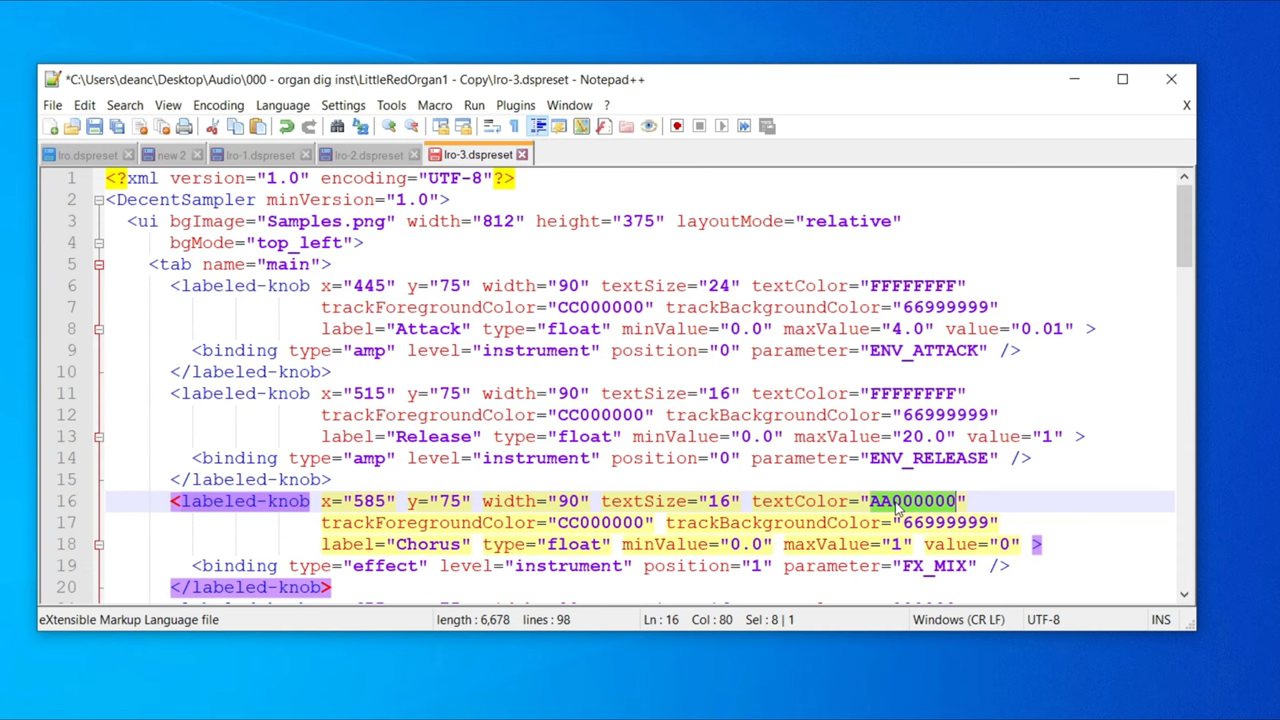 *C:\Users\deanc\Desktop\Audio\000 - organ dig inst\LittleRedOrgan1 - Copy\lro-3.dspreset - Notepad++
File Edit Search View Encoding Language Settings Tools Macro Run Plugins Window ? X
lro.dspreset new 2 lro-1.dspreset lro-2.dspreset lro-3.dspreset
1 <?xml version="1.0" encoding="UTF-8"?>
2 <DecentSampler minVersion="1.0">
3 <ui bgImage="Samples.png" width="812" height="375" layoutMode="relative"
4 bgMode="top_left">
5 <tab name="main">
6 <labeled-knob x="445" y="75" width="90" textSize="24" textColor="FFFFFFFF"
7 trackForegroundColor="CC000000" trackBackgroundColor="66999999"
8 label="Attack" type="float" minValue="0.0" maxValue="4.0" value="0.01" >
9 <binding type="amp" level="instrument" position="0" parameter="ENV_ATTACK" />
10 </labeled-knob>
11 <labeled-knob x="515" y="75" width="90" textSize="16" textColor="FFFFFFFF"
12 trackForegroundColor="CC000000" trackBackgroundColor="66999999"
13 label="Release" type="float" minValue="0.0" maxValue="20.0" value="1" >
14 <binding type="amp" level="instrument" position="0" parameter="ENV_RELEASE" />
15 </labeled-knob>
16 <labeled-knob x="585" y="75" width="90" textSize="16" textColor="AA000000"
17 trackForegroundColor="CC000000" trackBackgroundColor="66999999"
18 label="Chorus" type="float" minValue="0.0" maxValue="1" value="0" >
19 <binding type="effect" level="instrument" position="1" parameter="FX_MIX" />
20 </labeled-knob>
eXtensible Markup Language file length : 6,678 lines : 98 Ln : 16 Col : 80 Sel : 8 | 1 Windows (CR LF) UTF-8 INS